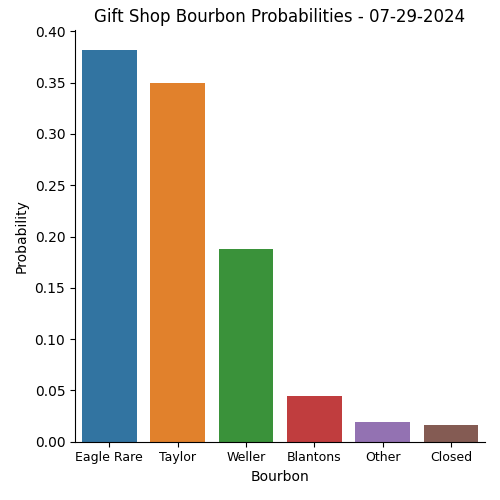 Gift Shop Bourbon Probabilities - 07-29-2024
0.40
0.35
0.30
0.25
0.20
0.15
0.10
0.05
0.00
Probability
Eagle Rare Taylor Weller Blantons Other Closed
Bourbon